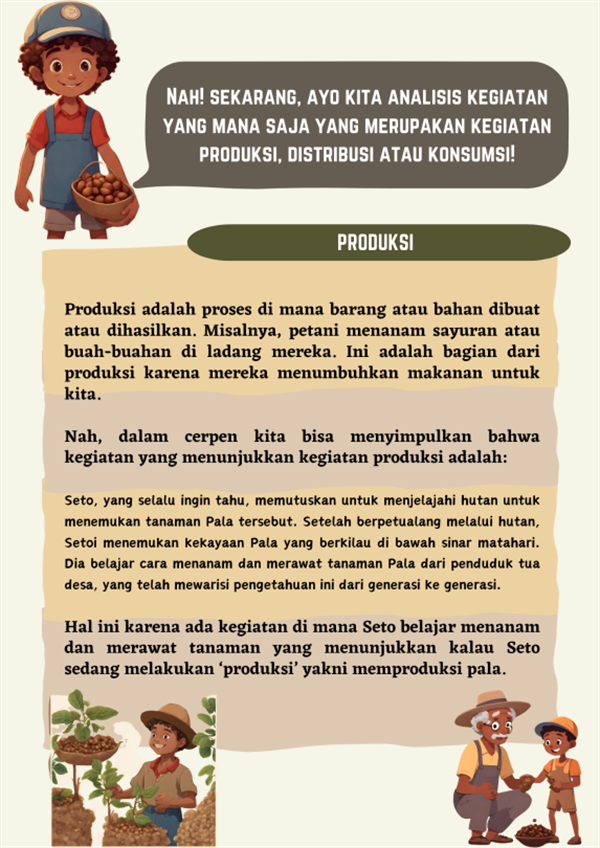 NAH! SEKARANG, AYO KITA ANALISIS KEGIATAN
YANG MANA SAJA YANG MERUPAKAN KEGIATAN
PRODUKSI, DISTRIBUSI ATAU KONSUMSI!
PRODUKSI
Produksi adalah proses di mana barang atau bahan dibuat
atau dihasilkan. Misalnya, petani menanam sayuran atau
buah-buahan di ladang mereka. Ini adalah bagian dari
produksi karena mereka menumbuhkan makanan untuk
kita.
Nah, dalam cerpen kita bisa menyimpulkan bahwa
kegiatan yang menunjukkan kegiatan produksi adalah:
Seto, yang selalu ingin tahu, memutuskan untuk menjelajahi hutan untuk
menemukan tanaman Pala tersebut. Setelah berpetualang melalui hutan,
Setoi menemukan kekayaan Pala yang berkilau di bawah sinar matahari.
Dia belajar cara menanam dan merawat tanaman Pala dari penduduk tua
desa, yang telah mewarisi pengetahuan ini dari generasi ke generasi.
Hal ini karena ada kegiatan di mana Seto belajar menanam
dan merawat tanaman yang menunjukkan kalau Seto
sedang melakukan ‘produksi’ yakni memproduksi pala.